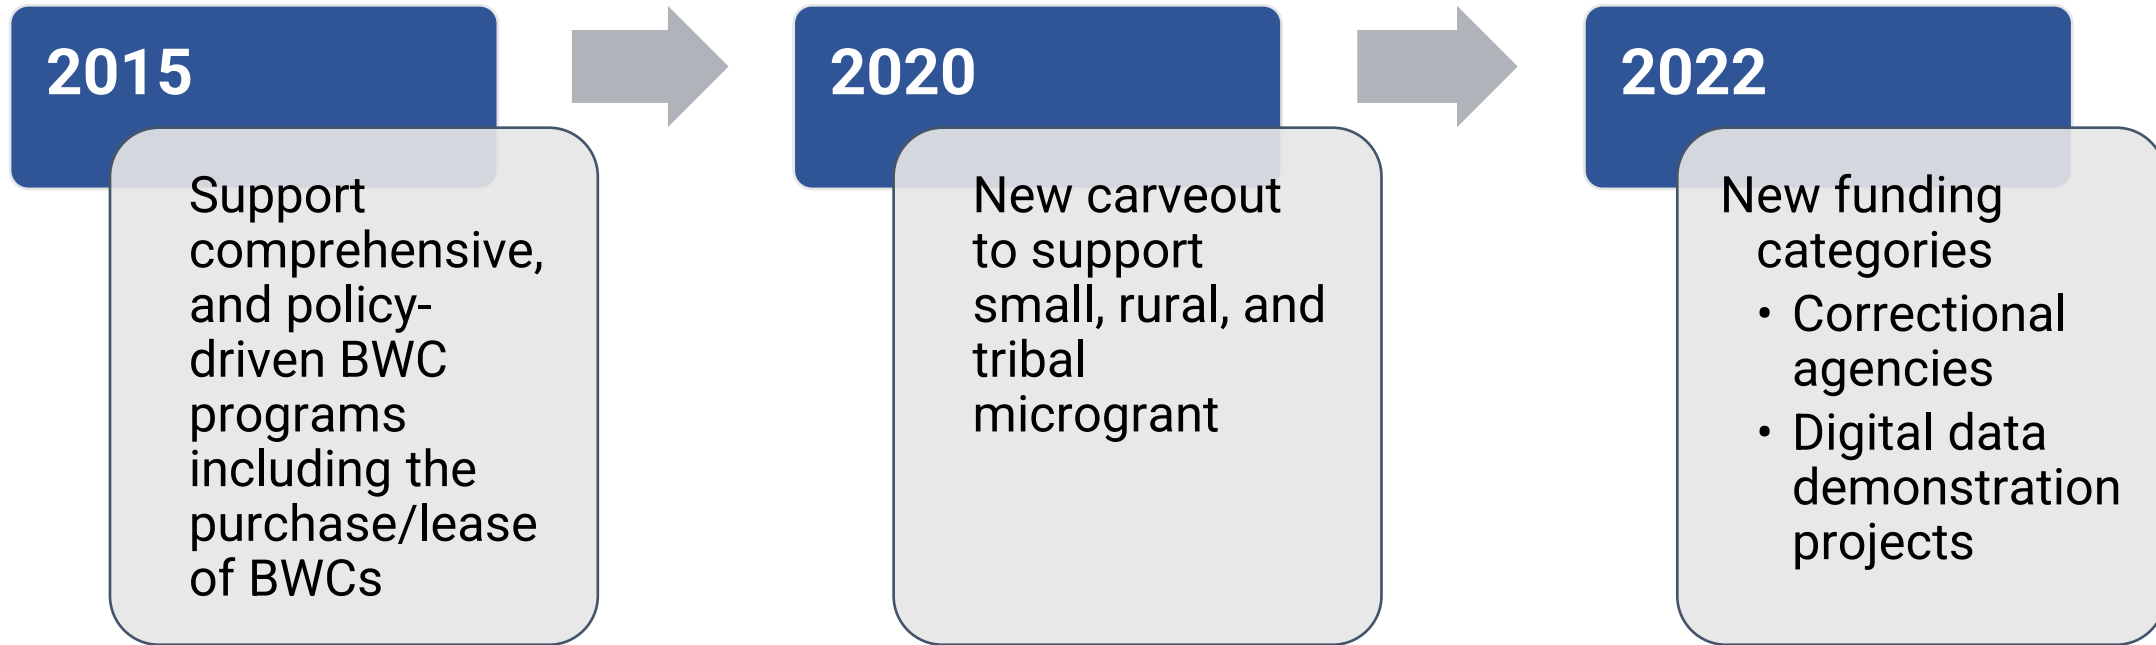 2015
Support
comprehensive,
and policy-
driven BWC
programs
including the
purchase/lease
of BWCs
2020
New carveout
to support
small, rural, and
tribal
microgrant
2022
New funding
categories
• Correctional
agencies
• Digital data
demonstration
projects